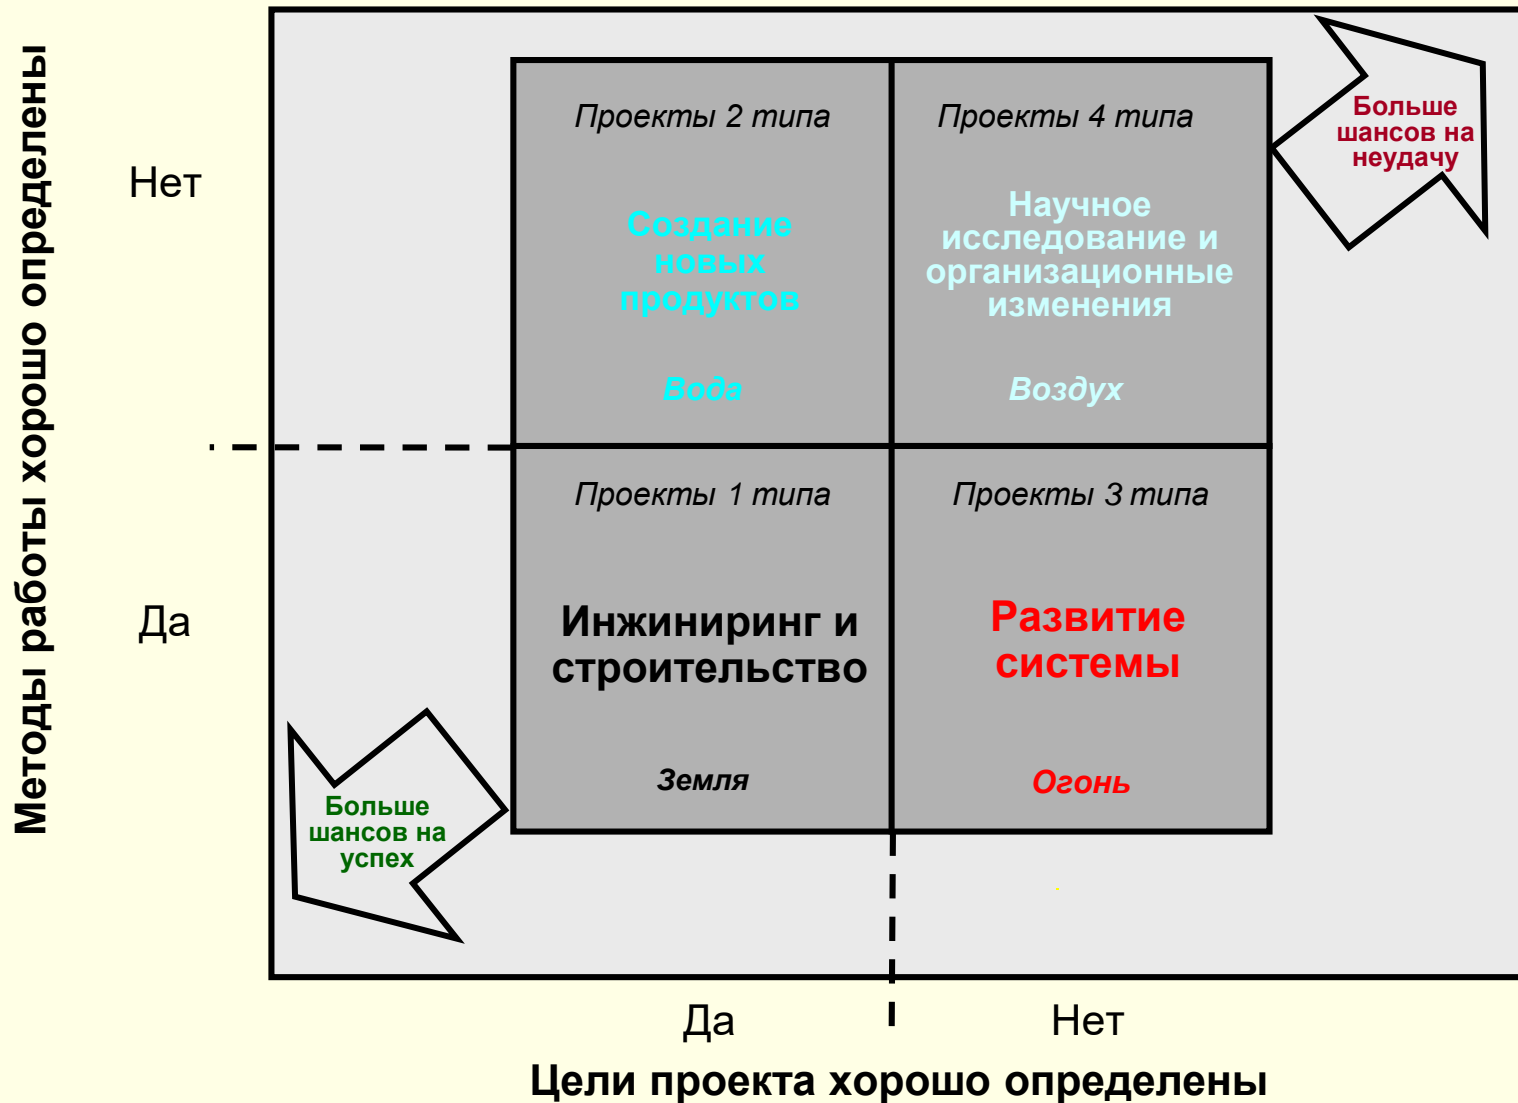 Методы работы хорошо определены
Нет
Да
Проекты 2 типа
Создание
новых
продуктов
Вода
Проекты 4 типа
Научное
исследование и
организационные
изменения
Воздух
Больше
шансов на
неудачу
Проекты 1 типа
Инжиниринг и
строительство
Земля
Проекты 3 типа
Развитие
системы
Огонь
Больше
шансов на
успех
Да
Нет
Цели проекта хорошо определены